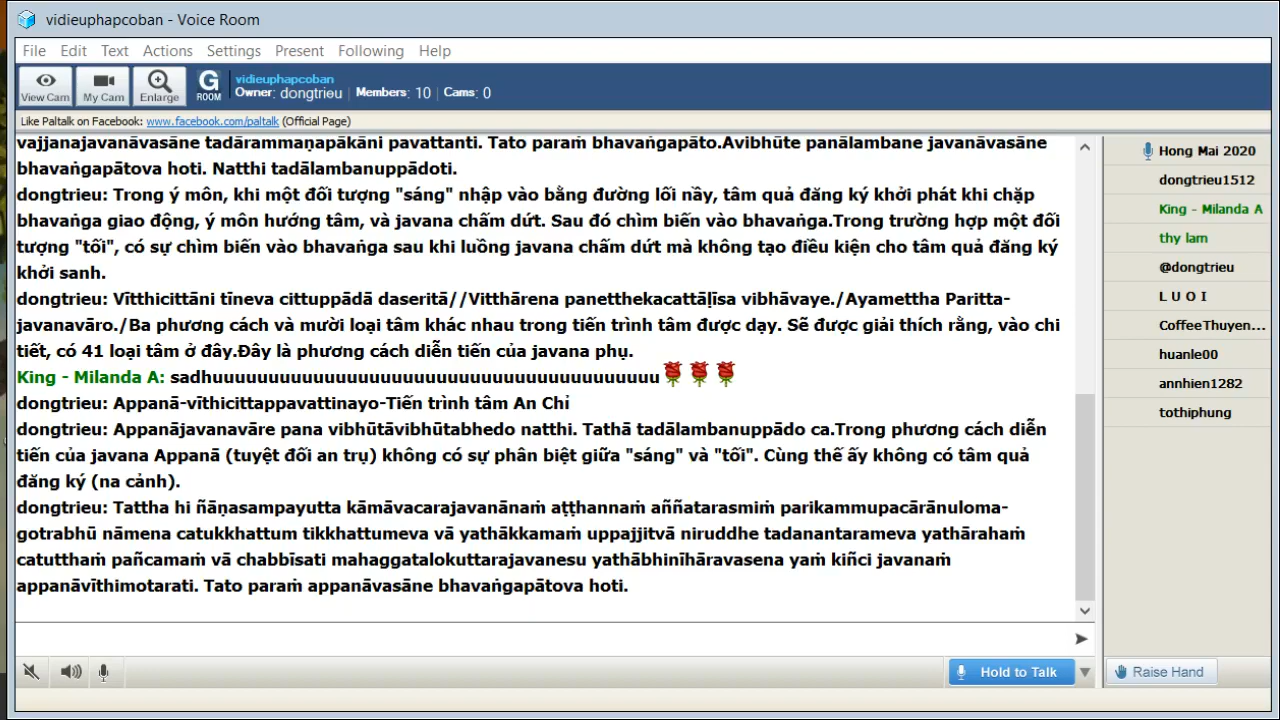 vidieuphapcoban - Voice Room
File Edit Text Actions Settings Present Following Help
View Cam My Cam Enlarge G ROOM
vidieuphapcoban
Owner: dongtrieu Members: 10 Cams: 0
Like Paltalk on Facebook: www.facebook.com/paltalk (Official Page)
vajjanajavanāvasāne tadārammaṇapākāni pavattanti. Tato paraṁ bhavaṅgapāto.Avibhūte panālambane javanāvasāne
bhavaṅgapātova hoti. Natthi tadālambanuppādoti.
dongtrieu: Trong ý môn, khi một đối tượng "sáng" nhập vào bằng đường lối nầy, tâm quả đăng ký khởi phát khi chặp
bhavaṅga giao động, ý môn hướng tâm, và javana chấm dứt. Sau đó chìm biến vào bhavaṅga.Trong trường hợp một đối
tượng "tối", có sự chìm biến vào bhavaṅga sau khi luồng javana chấm dứt mà không tạo điều kiện cho tâm quả đăng ký
khởi sanh.
dongtrieu: Vītthicittāni tīneva cittuppādā daseritā//Vitthārena panetthekacattāḷīsa vibhāvaye./Ayamettha Paritta-
javanavāro./Ba phương cách và mười loại tâm khác nhau trong tiến trình tâm được dạy. Sẽ được giải thích rằng, vào chi
tiết, có 41 loại tâm ở đây.Đây là phương cách diễn tiến của javana phụ.
King - Milanda A: sadhuuuuuuuuuuuuuuuuuuuuuuuuuuuuuuuuuuuuuuuu
dongtrieu: Appanā-vīthicittappavattinayo-Tiến trình tâm An Chỉ
dongtrieu: Appanājavanavāre pana vibhūtāvibhūtabhedo natthi. Tathā tadālambanuppādo ca.Trong phương cách diễn
tiến của javana Appanā (tuyệt đối an trụ) không có sự phân biệt giữa "sáng" và "tối". Cùng thế ấy không có tâm quả
đăng ký (na cảnh).
dongtrieu: Tattha hi ñāṇasampayutta kāmāvacarajavanānaṁ aṭṭhannaṁ aññatarasmiṁ parikammupacārānuloma-
gotrabhū nāmena catukkhattum tikkhattumeva vā yathākkamaṁ uppajjitvā niruddhe tadanantarameva yathārahaṁ
catutthaṁ pañcamaṁ vā chabbīsati mahaggatalokuttarajavanesu yathābhinīhāravasena yaṁ kiñci javanaṁ
appanāvīthimotarati. Tato paraṁ appanāvasāne bhavaṅgapātova hoti.
Hong Mai 2020
dongtrieu1512
King - Milanda A
thy lam
@dongtrieu
L U O I
CoffeeThuyen...
huanle00
annhien1282
tothiphung
Hold to Talk
Raise Hand